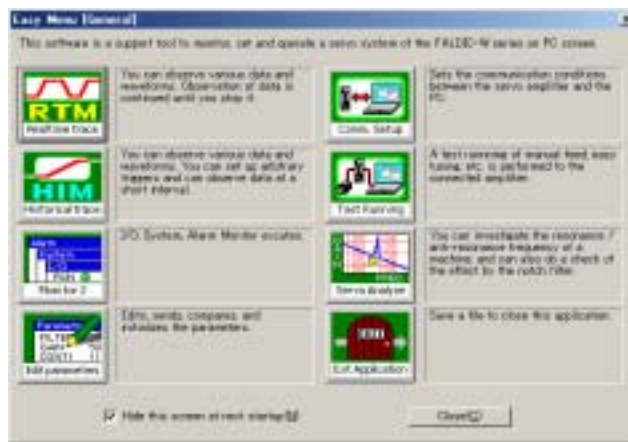 Easy Menu [General]
This software is a support tool to monitor, set and operate a servo system of the FALDIC-W series on PC screen.
RTM
Realtime trace
You can observe various data and
waveforms. Observation of data is
continued until you stop it.
HIM
Historical trace
You can observe various data and
waveforms. You can set up arbitrary
triggers and can observe data of a
short interval.
Alarm
System
I/O
Monitor
I/O, System, Alarm Monitor
Parameter
Edit parameters
Edits, sends, compares, and
initializes the parameters.
Comm. Setup
Sets the communication conditions
between the servo amplifier and the
PC.
Test Running
A test running of manual feed, easy
tuning, etc. is performed to the
connected amplifier.
Servo Analyze
You can investigate the resonance /
anti-resonance frequency of a
machine, and can also do a check of
the effect by the notch filter.
EXIT
Exit Application
Save a file to close this application.
Hide this screen at next startup
Close